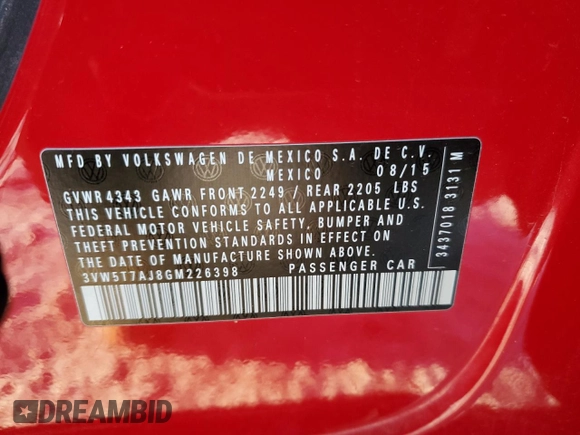 MFD BY VOLKSWAGEN DE MEXICO S.A. DE C.V.
MEXICO 08/15
GVWR 4343 GAWR FRONT 2249 / REAR 2205 LBS
THIS VEHICLE CONFORMS TO ALL APPLICABLE U.S.
FEDERAL MOTOR VEHICLE SAFETY, BUMPER AND
THEFT PREVENTION STANDARDS IN EFFECT ON
THE DATE OF MANUFACTURE SHOWN ABOVE
3VW5T7AJ8GM226398 PASSENGER CAR
3437018 3131 M
DREAMBID